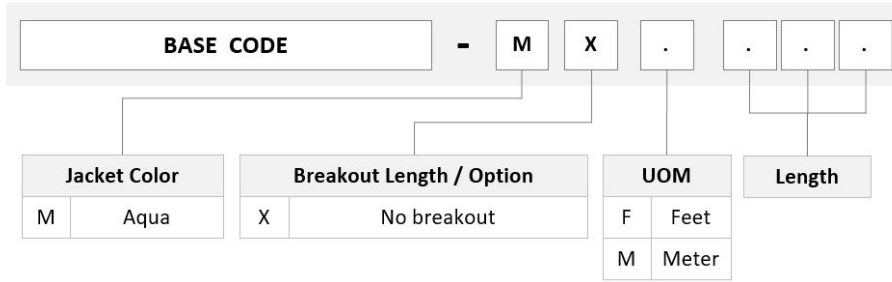 BASE CODE - M X . . . .
Jacket Color
M Aqua
Breakout Length / Option
X No breakout
UOM
F Feet
M Meter
Length